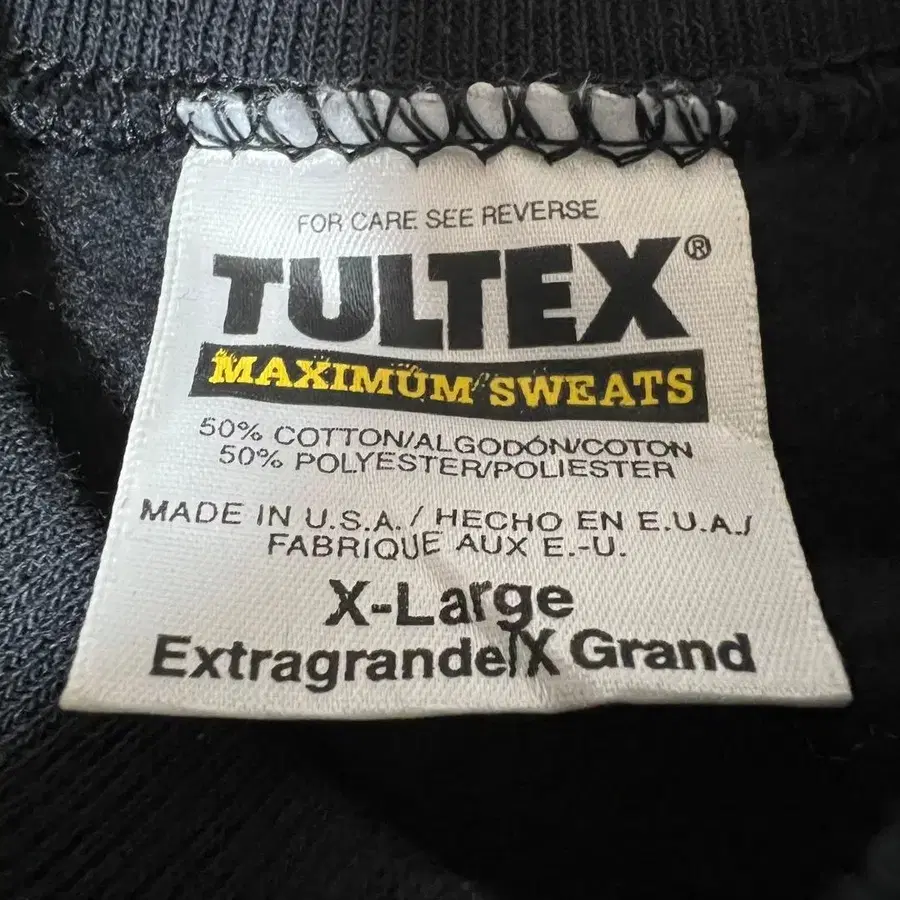 FOR CARE SEE REVERSE
TULTEX®
MAXIMUM SWEATS
50% COTTON/ALGODÓN/COTON
50% POLYESTER/POLIESTER
MADE IN U.S.A./HECHO EN E.U.A./
FABRIQUE AUX E.-U.
X-Large
Extragrande/X Grand